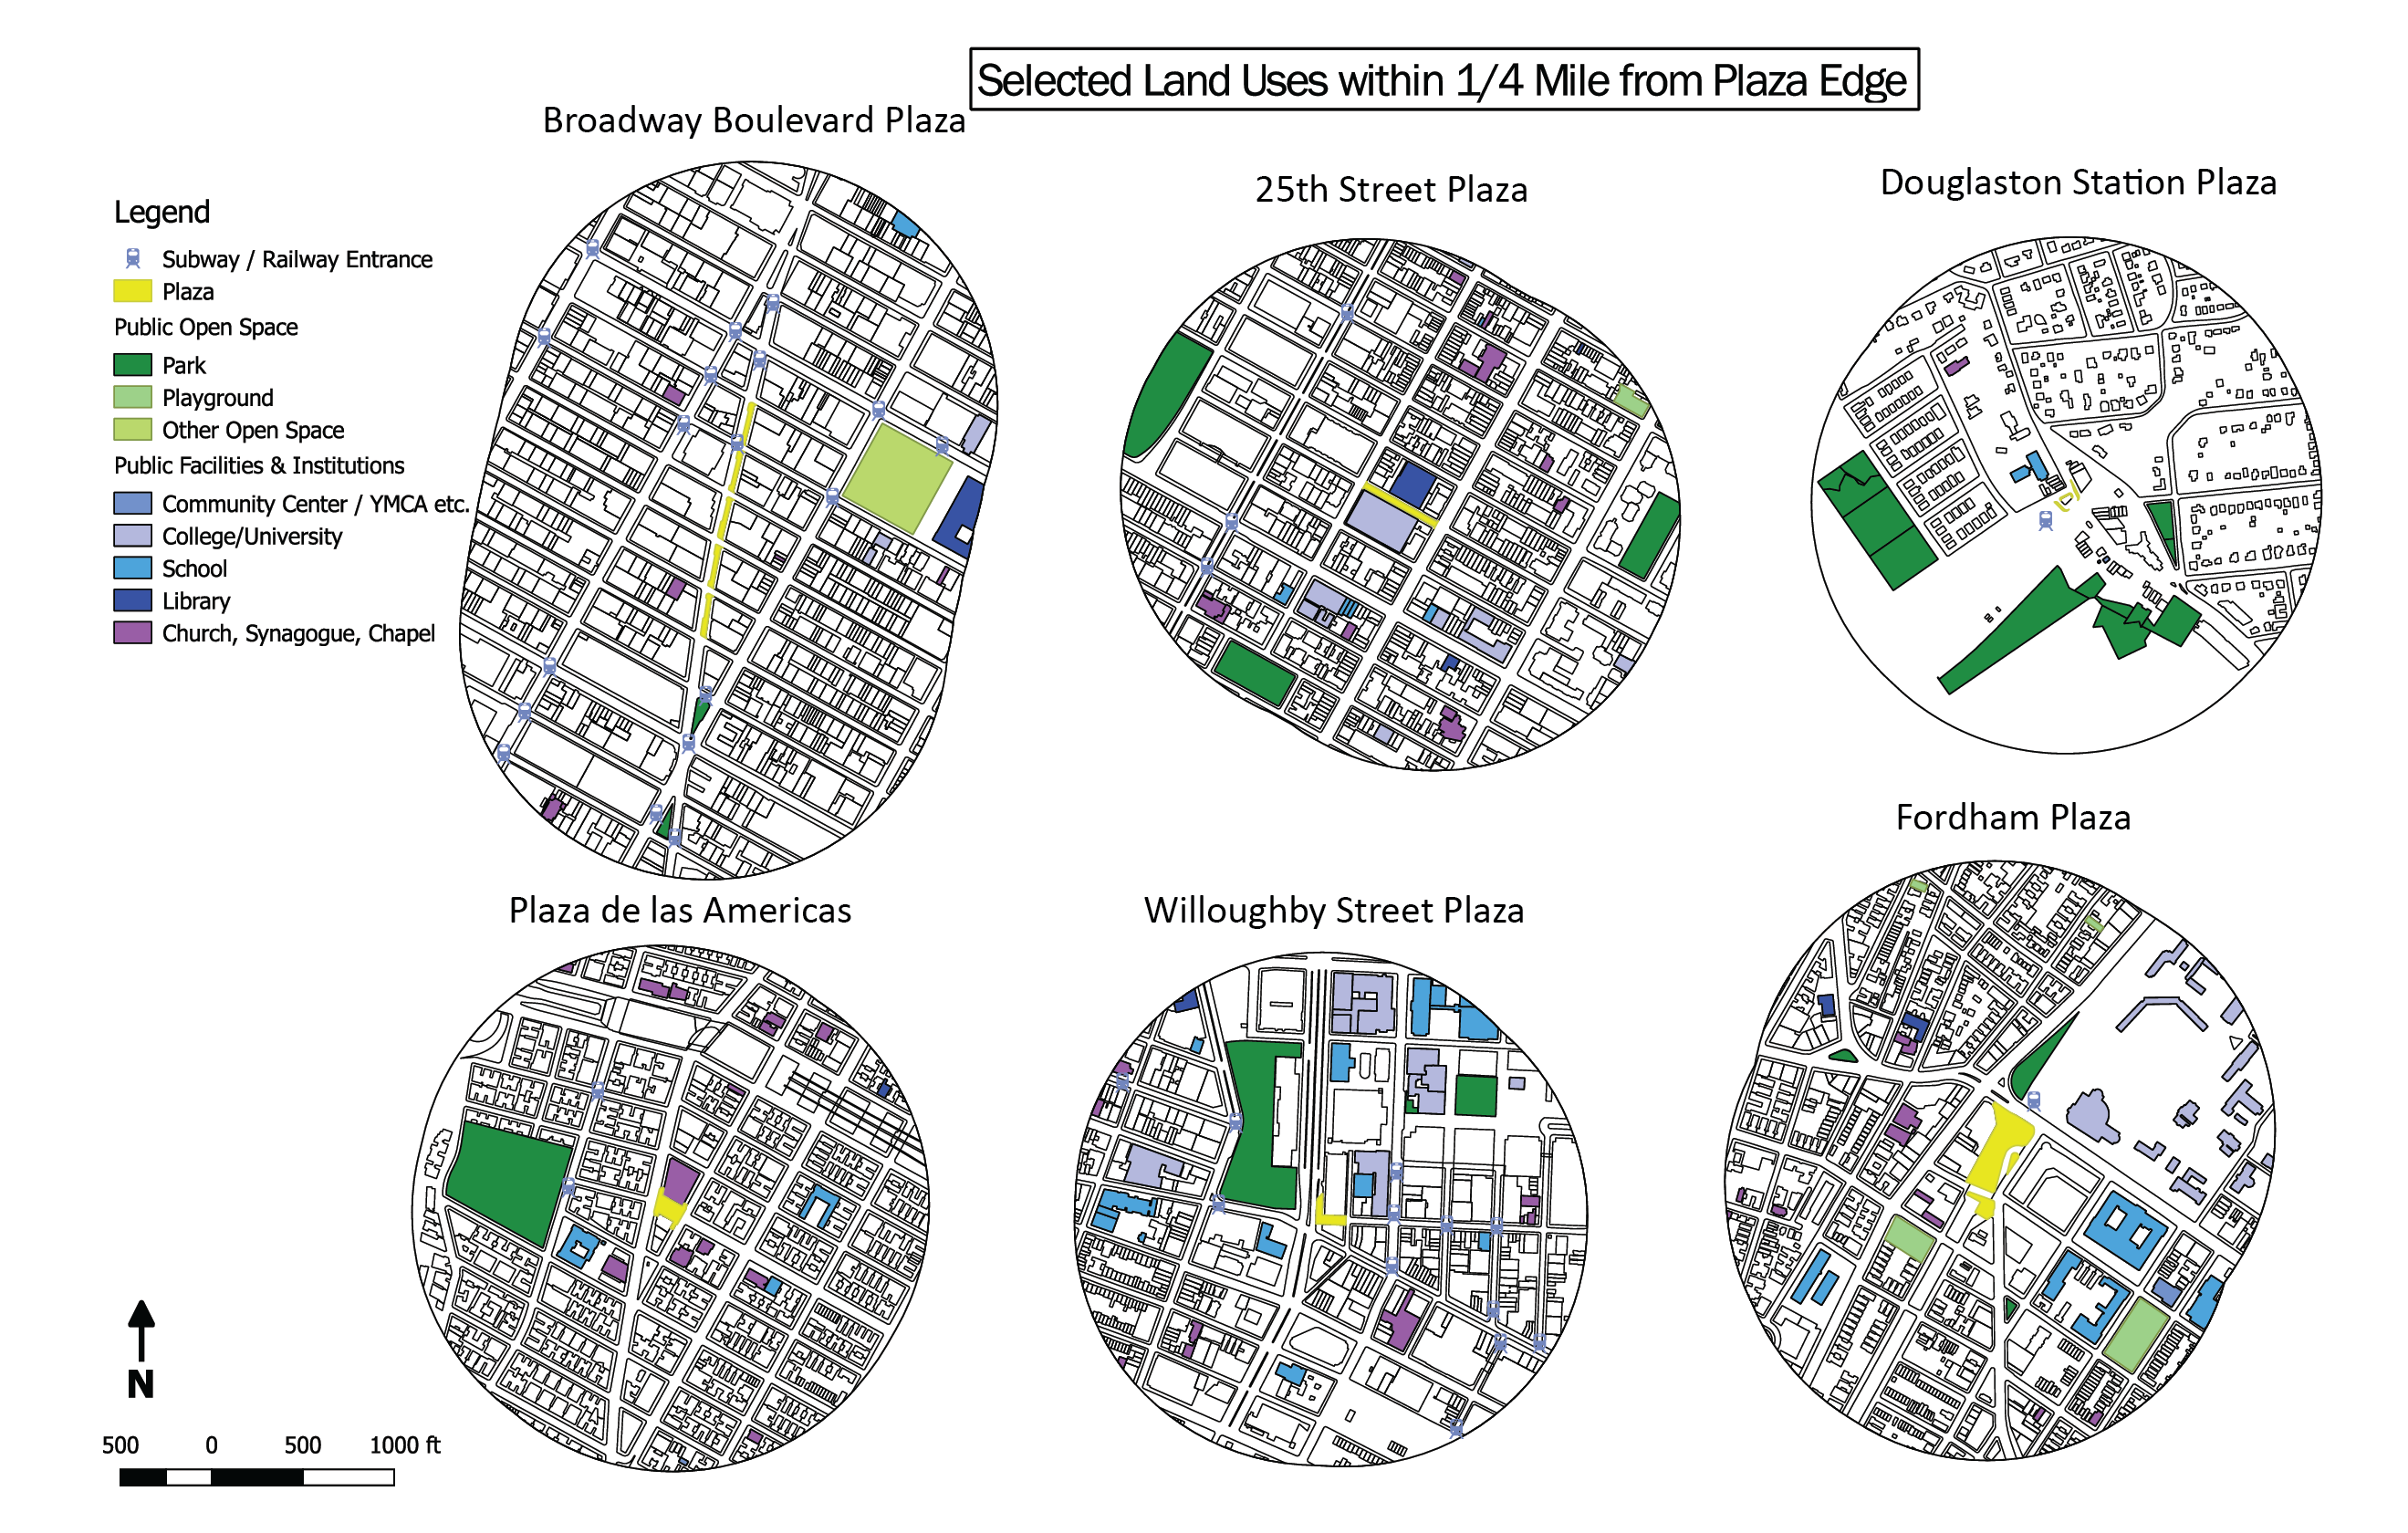 Selected Land Uses within 1/4 Mile from Plaza Edge
Broadway Boulevard Plaza
25th Street Plaza
Douglaston Station Plaza
Legend
Subway / Railway Entrance
Plaza
Public Open Space
Park
Playground
Other Open Space
Public Facilities & Institutions
Community Center / YMCA etc.
College/University
School
Library
Church, Synagogue, Chapel
Fordham Plaza
Plaza de las Americas
Willoughby Street Plaza
N
500 0 500 1000 ft